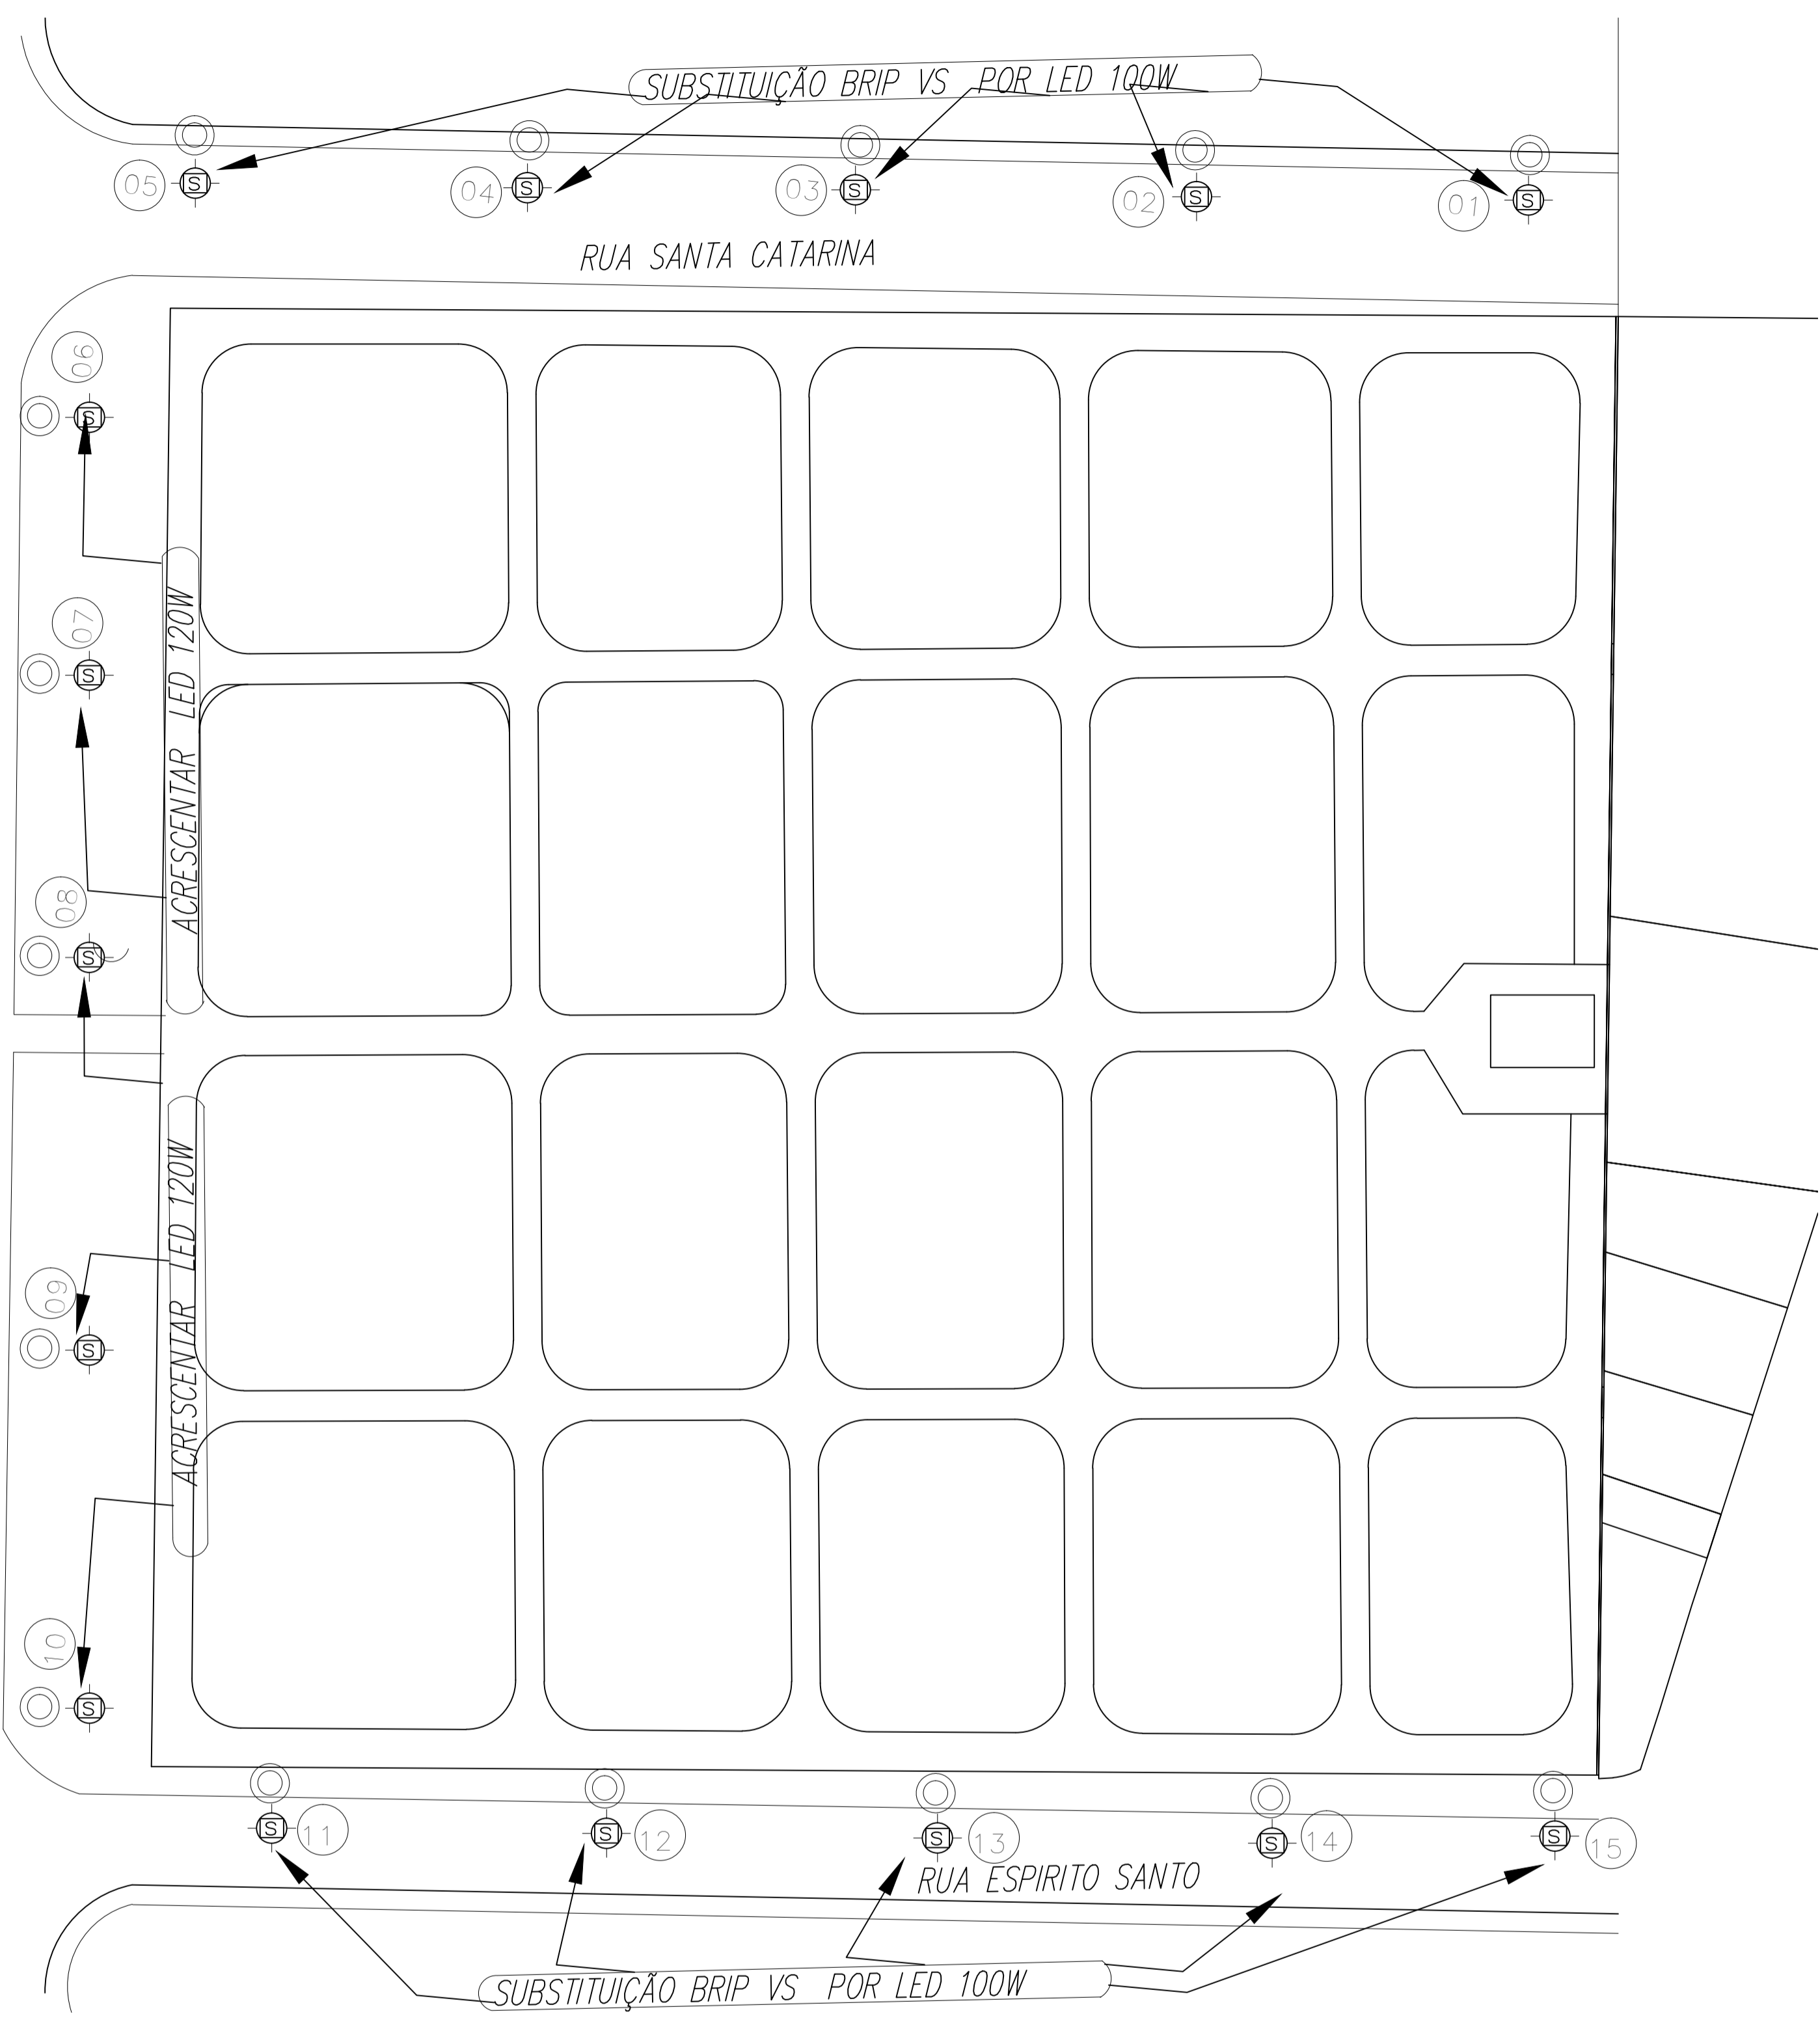 SUBSTITUIÇÃO BRIP VS POR LED 100W
05
S
04
S
03
S
02
S
01
S
RUA SANTA CATARINA
06
S
07
S
ACRESCENTAR LED 120W
08
S
ACRESCENTAR LED 120W
09
S
10
S
S
11
S
12
S
13
S
14
S
15
RUA ESPIRITO SANTO
SUBSTITUIÇÃO BRIP VS POR LED 100W